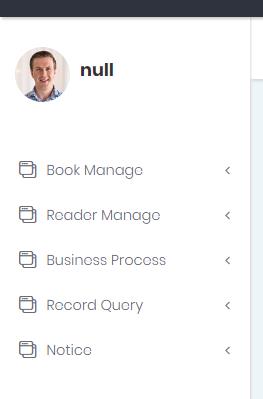 null
Book Manage
Reader Manage
Business Process
Record Query
Notice